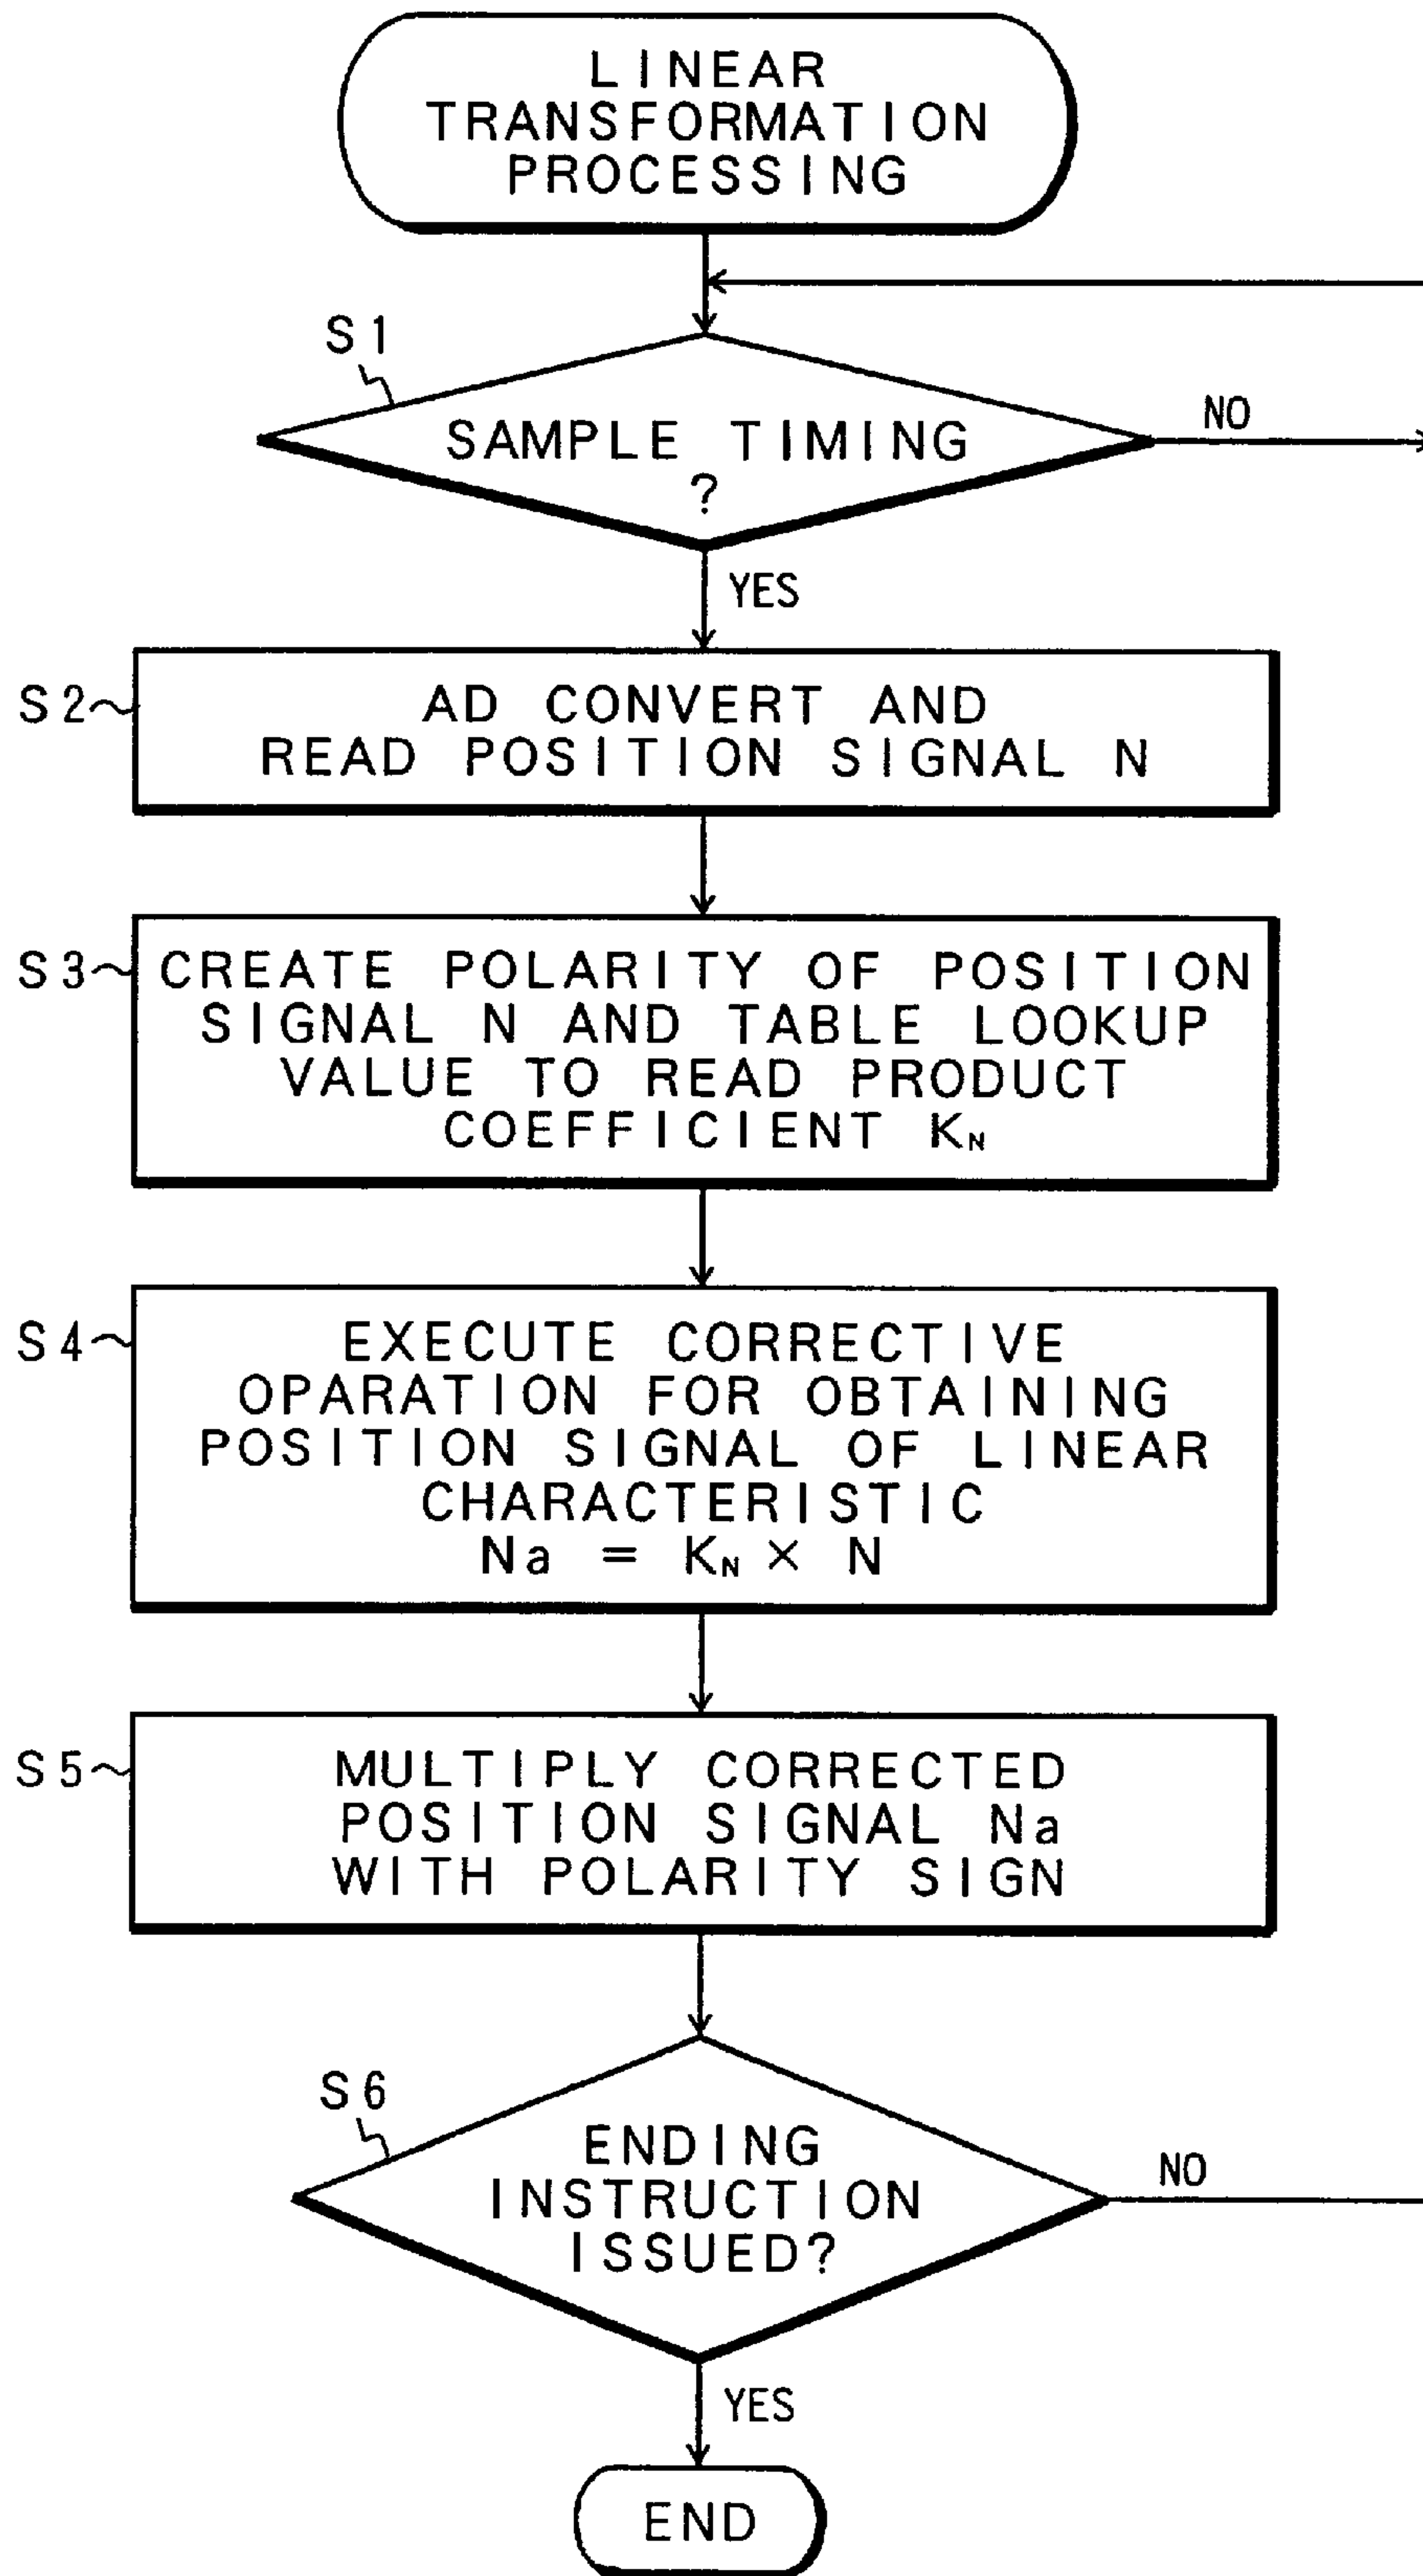 LINEAR
TRANSFORMATION
PROCESSING
S1
SAMPLE TIMING
?
NO
YES
S2
AD CONVERT AND
READ POSITION SIGNAL N
S3
CREATE POLARITY OF POSITION
SIGNAL N AND TABLE LOOKUP
VALUE TO READ PRODUCT
COEFFICIENT KN
S4
EXECUTE CORRECTIVE
OPARATION FOR OBTAINING
POSITION SIGNAL OF LINEAR
CHARACTERISTIC
Na = KN × N
S5
MULTIPLY CORRECTED
POSITION SIGNAL Na
WITH POLARITY SIGN
S6
ENDING
INSTRUCTION
ISSUED?
NO
YES
END